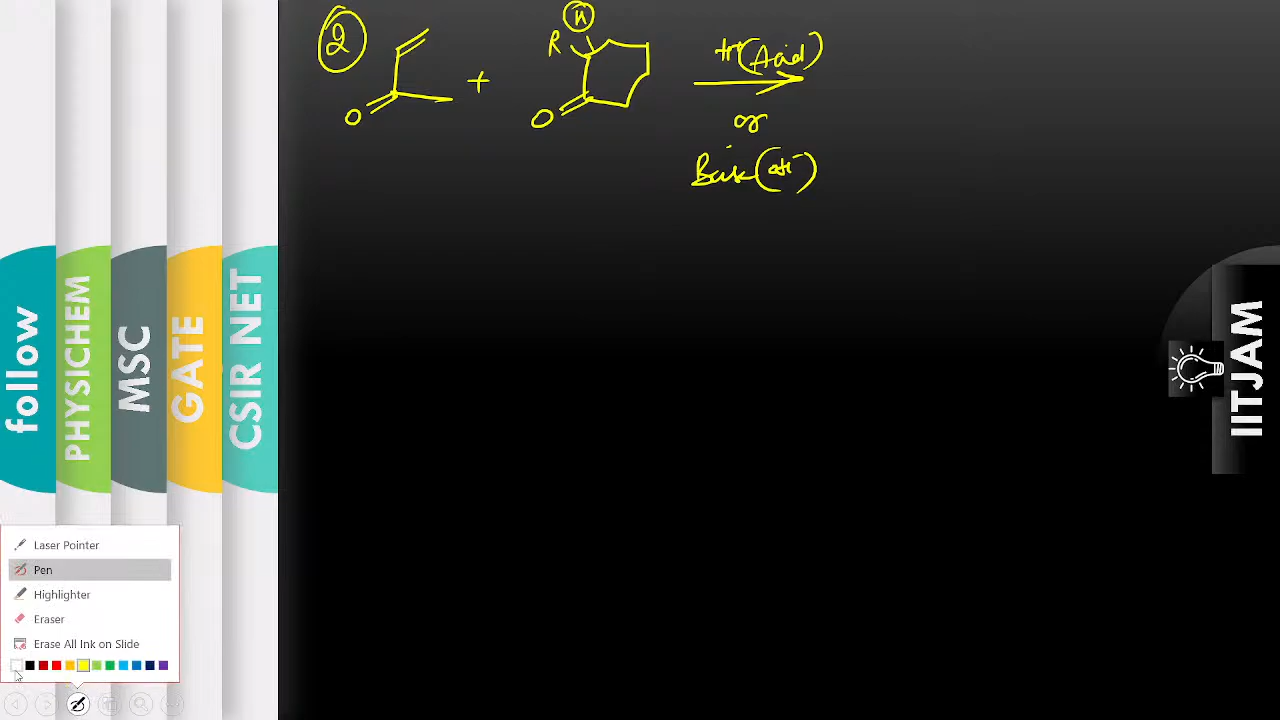 2
H
R
O
+
O
H⁺(Acid)
or
Base(OH⁻)
follow
PHYSICHEM
MSC
GATE
CSIR NET
IITJAM
Laser Pointer
Pen
Highlighter
Eraser
Erase All Ink on Slide